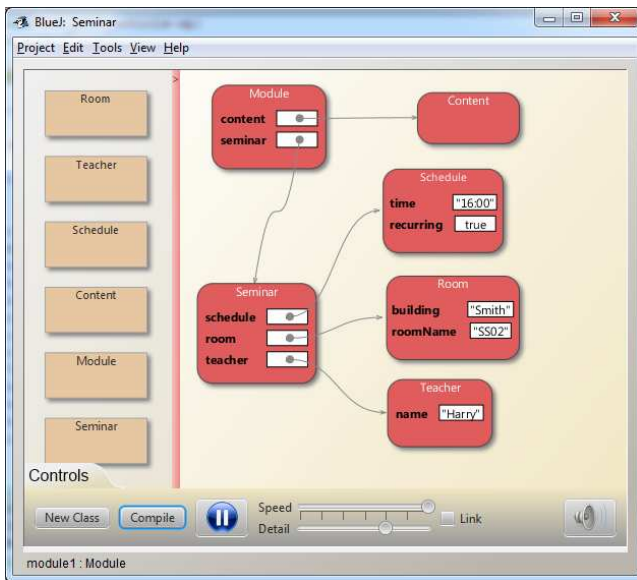 BlueJ: Seminar
Project Edit Tools View Help
>
Room
Teacher
Schedule
Content
Module
Seminar
Module
content
seminar
Content
Schedule
time "16:00"
recurring true
Seminar
schedule
room
teacher
Room
building "Smith"
roomName "SS02"
Teacher
name "Harry"
Controls
New Class Compile
Speed
Detail
Link
module1 : Module